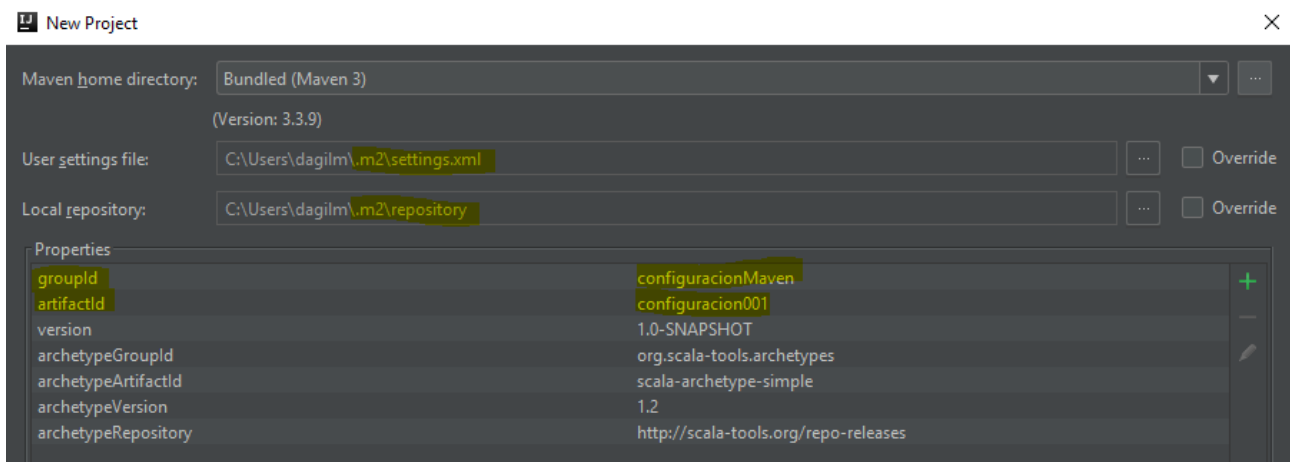 IJ New Project
Maven home directory: Bundled (Maven 3) ...
(Version: 3.3.9)
User settings file: C:\Users\dagilm\.m2\settings.xml ... Override
Local repository: C:\Users\dagilm\.m2\repository ... Override
Properties
groupId configuracionMaven
artifactId configuracion001
version 1.0-SNAPSHOT
archetypeGroupId org.scala-tools.archetypes
archetypeArtifactId scala-archetype-simple
archetypeVersion 1.2
archetypeRepository http://scala-tools.org/repo-releases